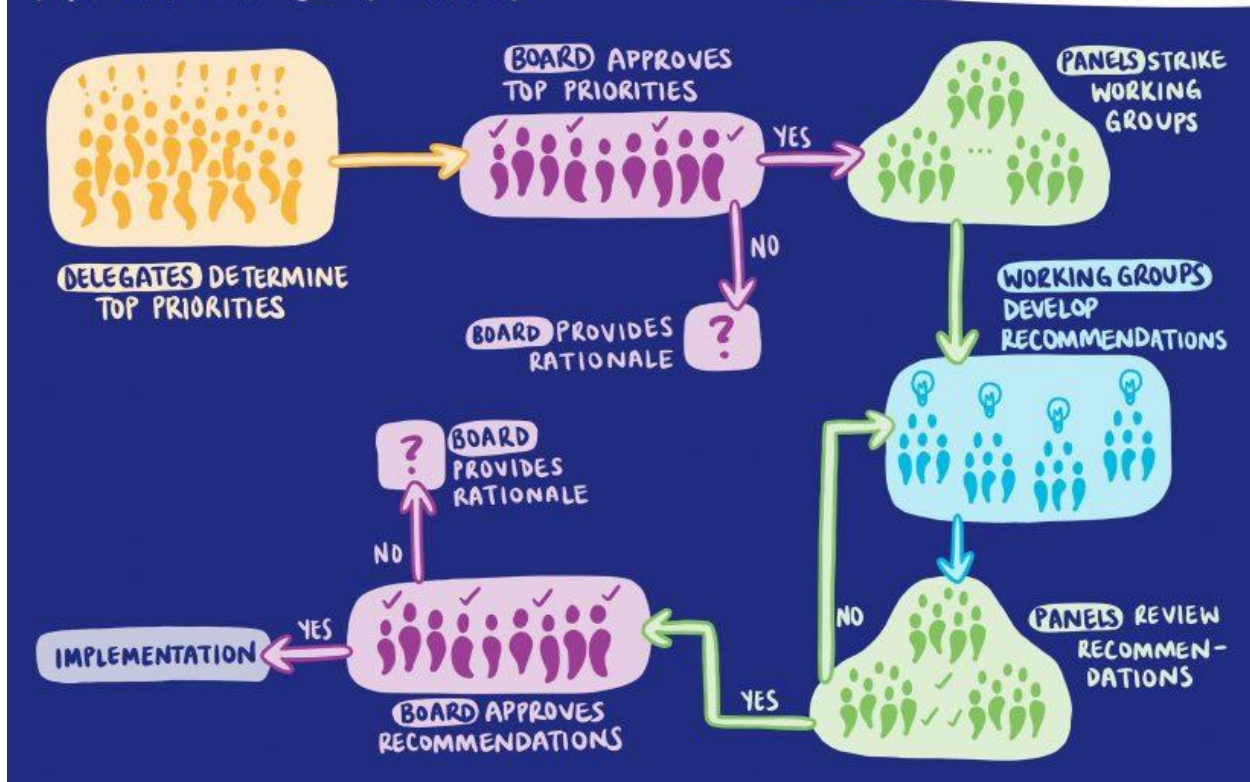 BOARD APPROVES
TOP PRIORITIES
PANELS STRIKE
WORKING
GROUPS
YES
DELEGATES DETERMINE
TOP PRIORITIES
NO
BOARD PROVIDES
RATIONALE
?
WORKING GROUPS
DEVELOP
RECOMMENDATIONS
?
BOARD
PROVIDES
RATIONALE
NO
NO
PANELS REVIEW
RECOMMEN-
DATIONS
YES
IMPLEMENTATION
YES
BOARD APPROVES
RECOMMENDATIONS